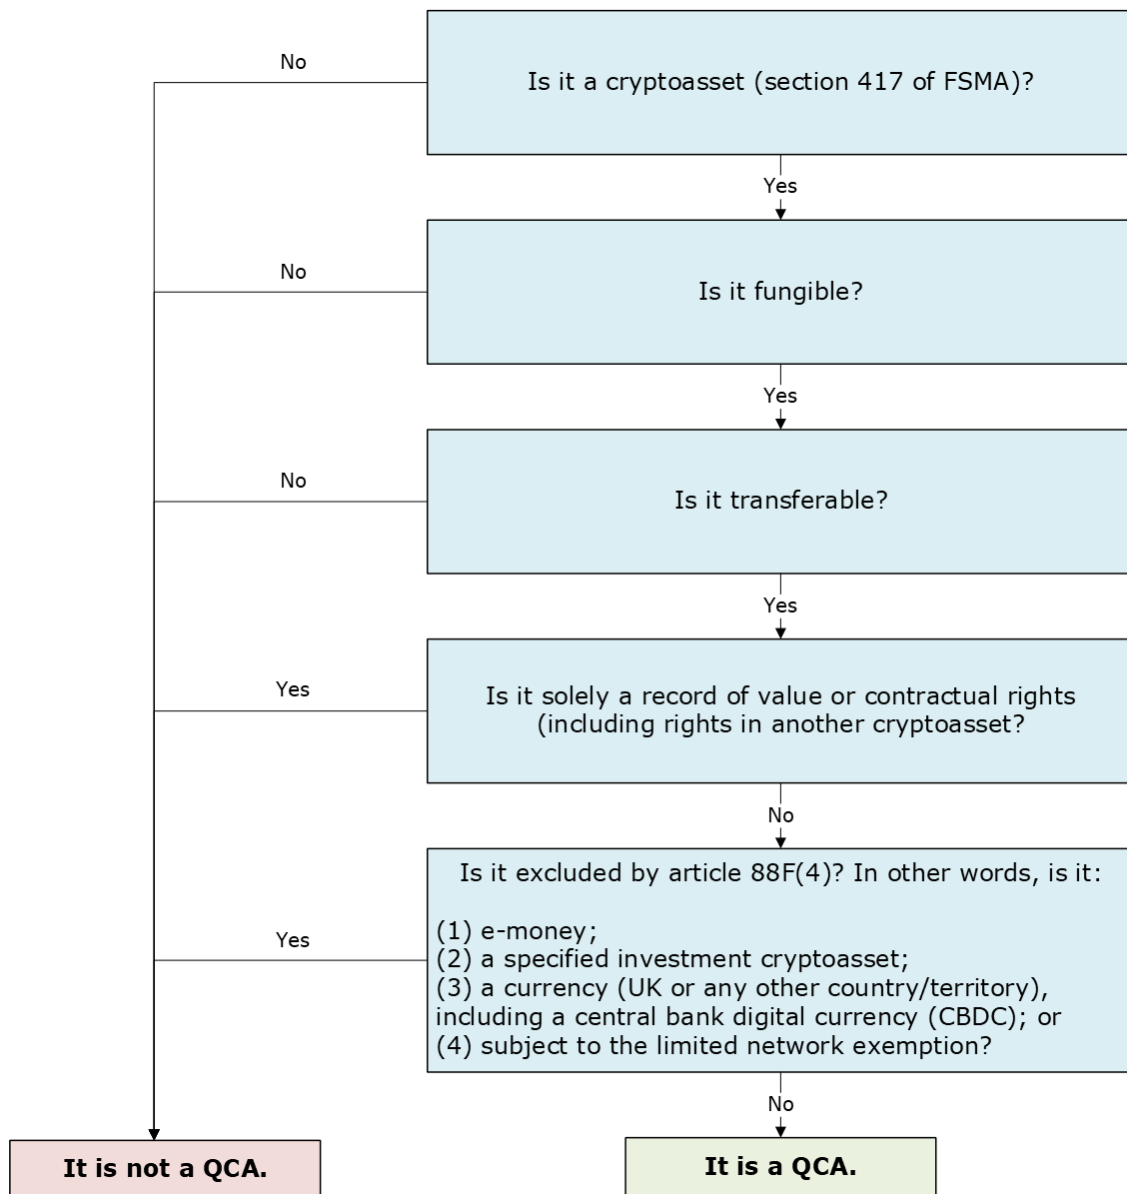 No
Is it a cryptoasset (section 417 of FSMA)?
Yes
No
Is it fungible?
Yes
No
Is it transferable?
Yes
Yes
Is it solely a record of value or contractual rights
(including rights in another cryptoasset?
No
Is it excluded by article 88F(4)? In other words, is it:
Yes
(1) e-money;
(2) a specified investment cryptoasset;
(3) a currency (UK or any other country/territory),
including a central bank digital currency (CBDC); or
(4) subject to the limited network exemption?
No
It is not a QCA.
It is a QCA.